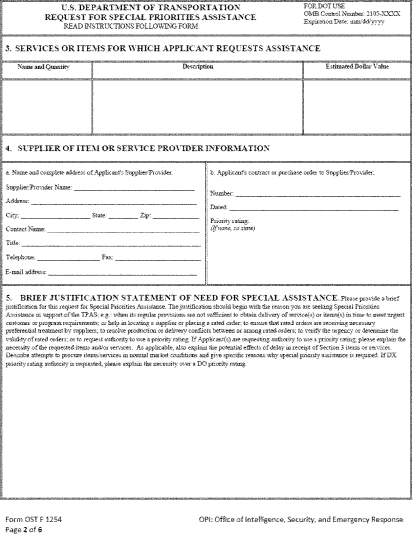 U.S. DEPARTMENT OF TRANSPORTATION
REQUEST FOR SPECIAL PRIORITIES ASSISTANCE
READ INSTRUCTIONS FOLLOWING FORM
FOR DOT USE
OMB Control Number: 2105-XXXX
Expiration Date: mm/dd/yyyy
3. SERVICES OR ITEMS FOR WHICH APPLICANT REQUESTS ASSISTANCE
Name and Quantity
Description
Estimated Dollar Value
4. SUPPLIER OF ITEM OR SERVICE PROVIDER INFORMATION
a. Name and complete address of Applicant's Supplier/Provider.
Supplier/Provider Name:
Address:
City: State: Zip:
Contact Name:
Title:
Telephone: Fax:
E-mail address:
b. Applicant's contract or purchase order to Supplier/Provider.
Number:
Dated:
Priority rating:
(If none, so state)
5. BRIEF JUSTIFICATION STATEMENT OF NEED FOR SPECIAL ASSISTANCE. Please provide a brief
justification for this request for Special Priorities Assistance. The justification should begin with the reason you are seeking Special Priorities
Assistance in support of the TPAS; e.g.: when its regular provisions are not sufficient to obtain delivery of service(s) or item(s) in time to meet urgent
customer or program requirements; or help in locating a supplier or placing a rated order; to ensure that rated orders are receiving necessary
preferential treatment by suppliers; to resolve production or delivery conflicts between or among rated orders; to verify the urgency or determine the
validity of rated orders; or to request authority to use a priority rating. If Applicant(s) are requesting authority to use a priority rating, please explain the
necessity of the requested items and/or services. As applicable, also explain the potential effects of delay in receipt of Section 3 items or services.
Describe attempts to procure items/services in normal market conditions and give specific reasons why special priority assistance is required. If DX
priority rating authority is requested, please explain the necessity over a DO priority rating.
Form OST F 1254
OPI: Office of Intelligence, Security, and Emergency Response
Page 2 of 6